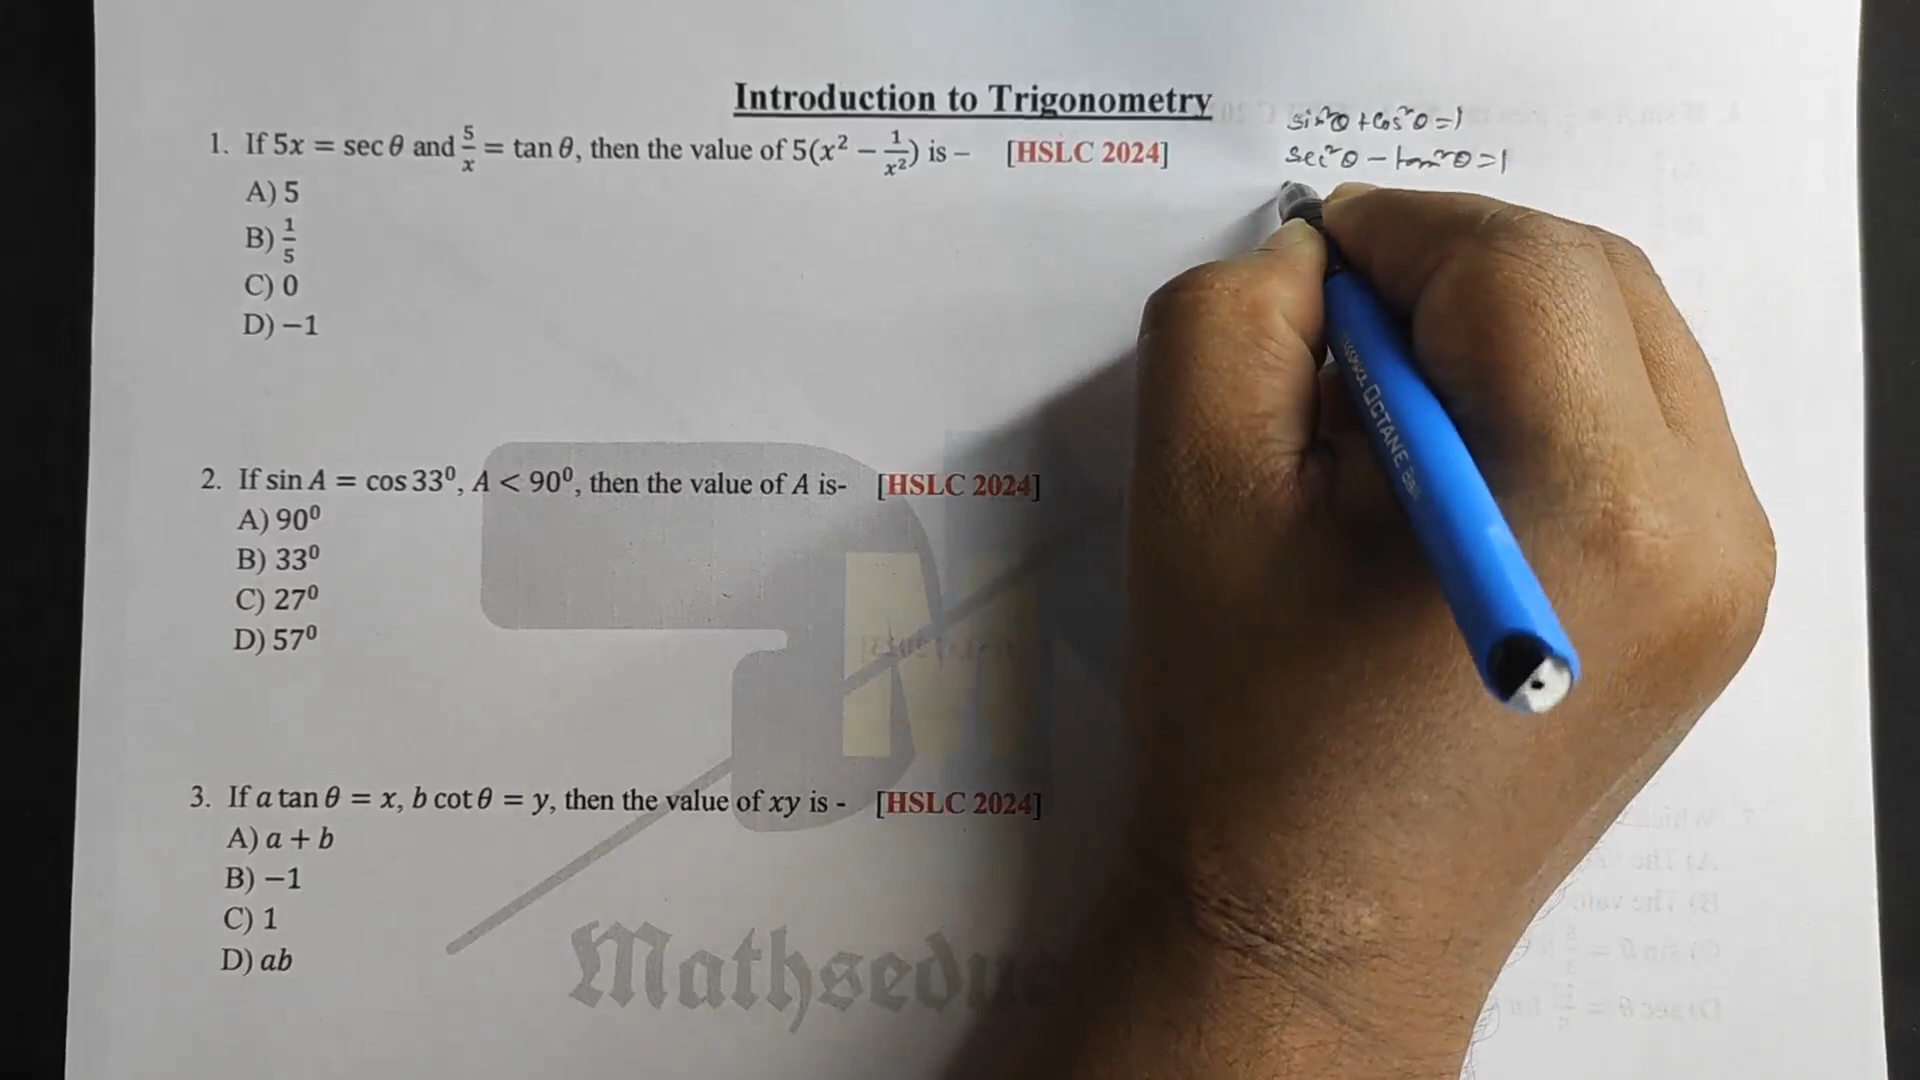 Introduction to Trigonometry
sin²θ + cos²θ = 1
1. If 5x = sec θ and 5/x = tan θ, then the value of 5(x² − 1/x²) is – [HSLC 2024]
sec²θ − tan²θ = 1
A) 5
B) 1/5
C) 0
D) −1
2. If sin A = cos 33⁰, A < 90⁰, then the value of A is- [HSLC 2024]
A) 90⁰
B) 33⁰
C) 27⁰
D) 57⁰
3. If a tan θ = x, b cot θ = y, then the value of xy is - [HSLC 2024]
A) a + b
B) −1
C) 1
D) ab
OCTANE